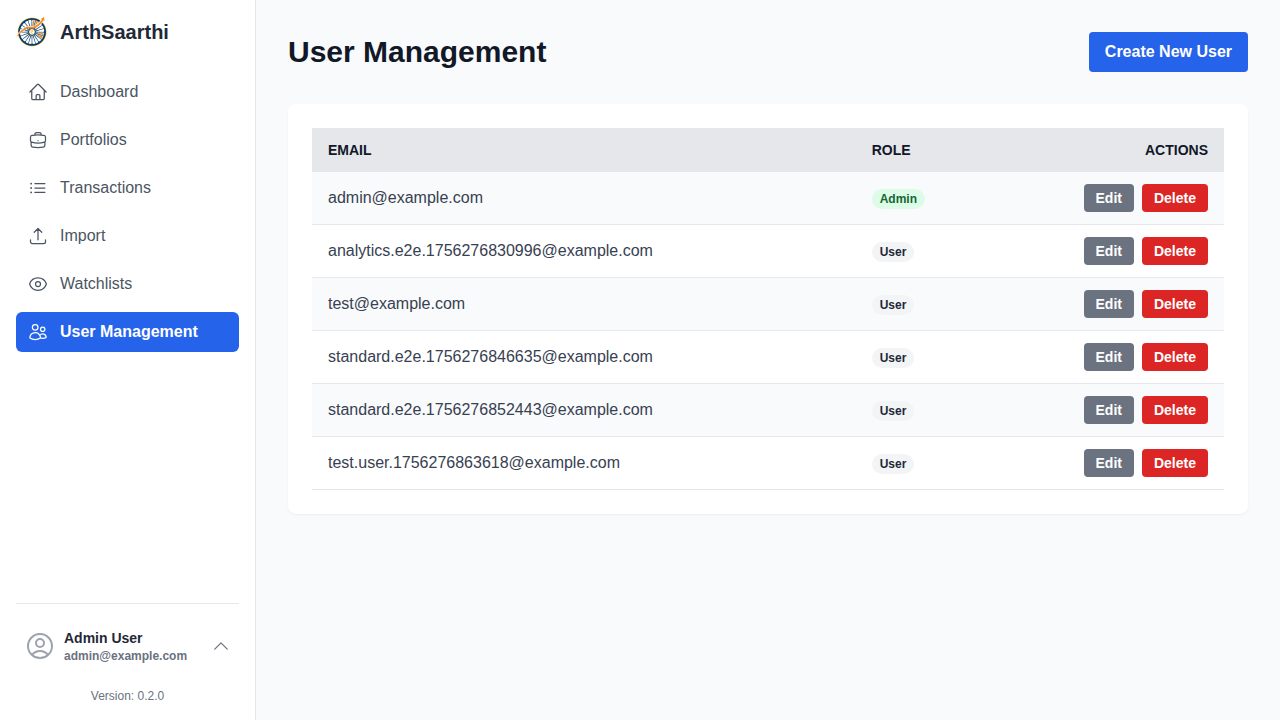 ArthSaarthi
Dashboard
Portfolios
Transactions
Import
Watchlists
User Management
Admin User
admin@example.com
Version: 0.2.0
User Management
Create New User
EMAIL ROLE ACTIONS
admin@example.com Admin Edit Delete
analytics.e2e.1756276830996@example.com User Edit Delete
test@example.com User Edit Delete
standard.e2e.1756276846635@example.com User Edit Delete
standard.e2e.1756276852443@example.com User Edit Delete
test.user.1756276863618@example.com User Edit Delete